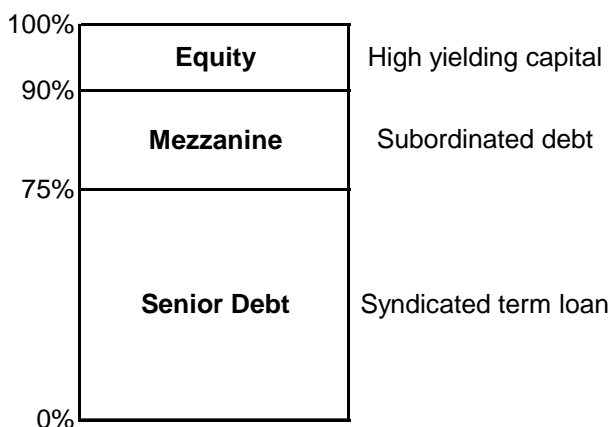 100%
Equity High yielding capital
90%
Mezzanine Subordinated debt
75%
Senior Debt Syndicated term loan
0%